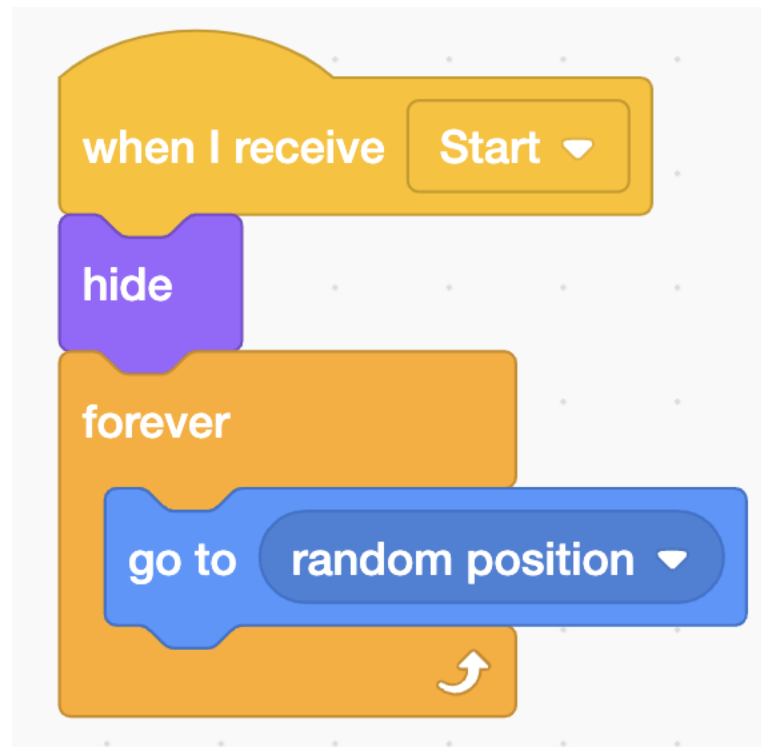 when I receive Start
hide
forever
go to random position